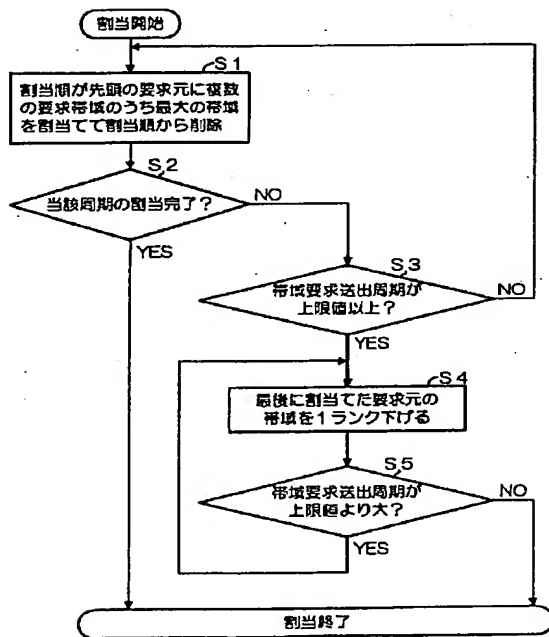 割当開始
S1
割当順が先頭の要求元に複数
の要求帯域のうち最大の帯域
を割当てて割当順から削除
S2
当該周期の割当完了?
NO
YES
S3
帯域要求送出周期が
上限値以上?
NO
YES
S4
最後に割当てた要求元の
帯域を1ランク下げる
S5
帯域要求送出周期が
上限値より大?
NO
YES
割当終了